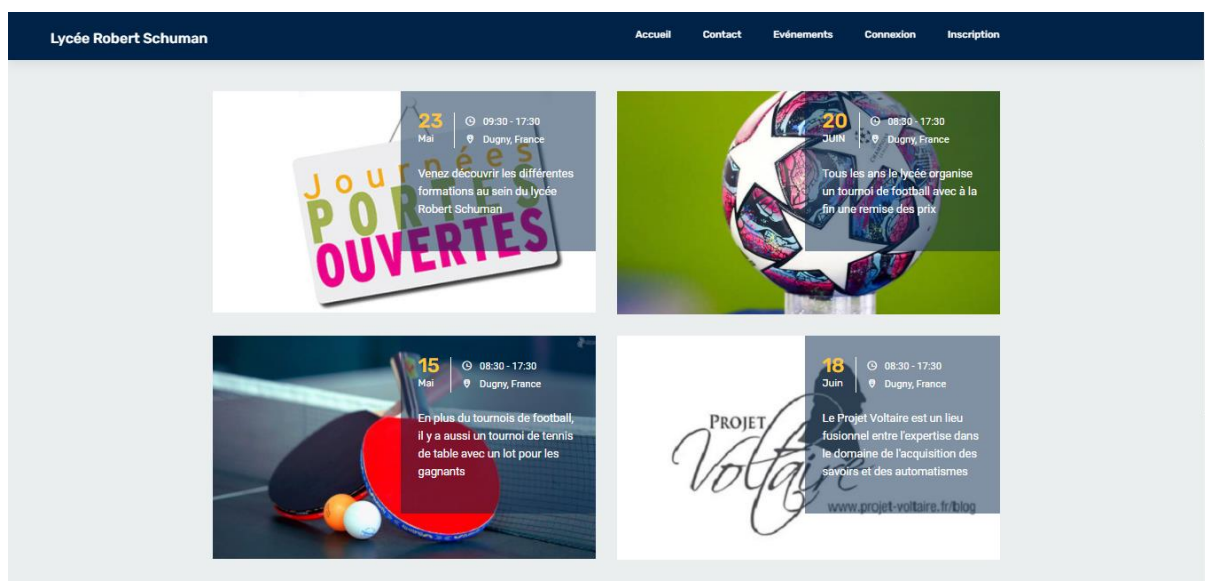 Lycée Robert Schuman
Accueil Contact Evénements Connexion Inscription
Journées
PORTES
OUVERTES
23
Mai
09:30 - 17:30
Dugny, France
Venez découvrir les différentes
formations au sein du lycée
Robert Schuman
20
JUIN
08:30 - 17:30
Dugny, France
Tous les ans le lycée organise
un tournoi de football avec à la
fin une remise des prix
15
Mai
08:30 - 17:30
Dugny, France
En plus du tournois de football,
il y a aussi un tournoi de tennis
de table avec un lot pour les
gagnants
PROJET
Voltaire
www.projet-voltaire.fr/blog
18
Juin
08:30 - 17:30
Dugny, France
Le Projet Voltaire est un lieu
fusionnel entre l'expertise dans
le domaine de l'acquisition des
savoirs et des automatismes